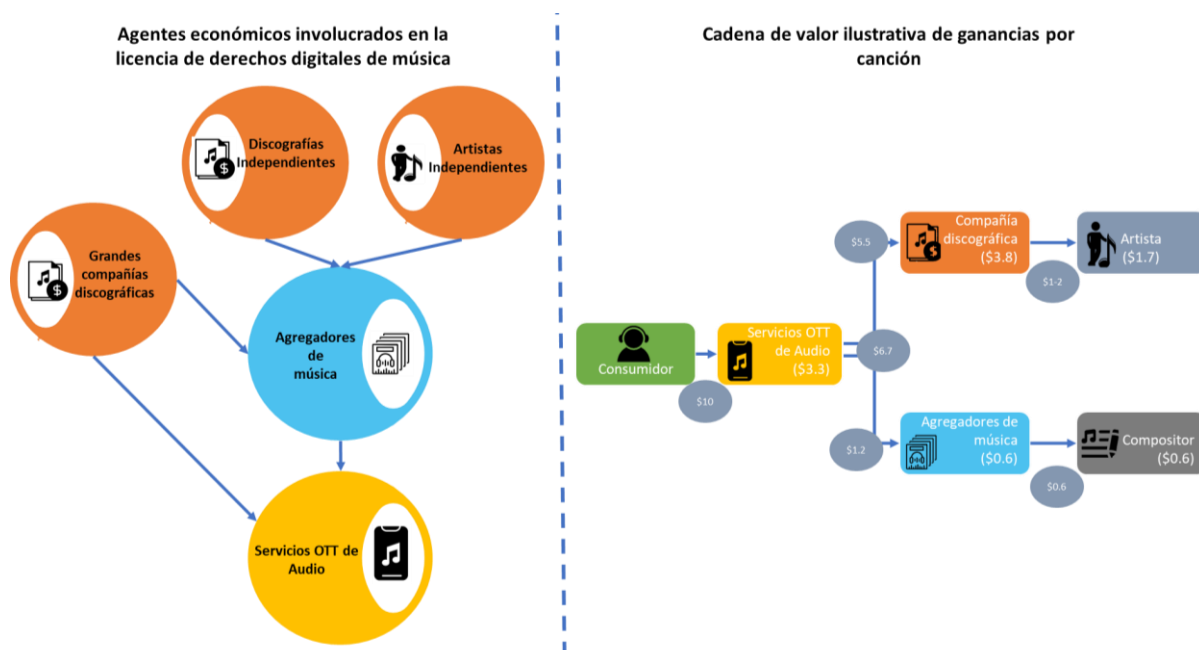 Agentes económicos involucrados en la
licencia de derechos digitales de música
Discografías
Independientes
Artistas
Independientes
Grandes
compañías
discográficas
Agregadores
de
música
Servicios OTT de
Audio
Cadena de valor ilustrativa de ganancias por
canción
Consumidor
$10
Servicios OTT
de Audio
($3.3)
$6.7
$5.5
Compañía
discográfica
($3.8)
$1-2
Artista
($1.7)
$1.2
Agregadores de
música
($0.6)
$0.6
Compositor
($0.6)